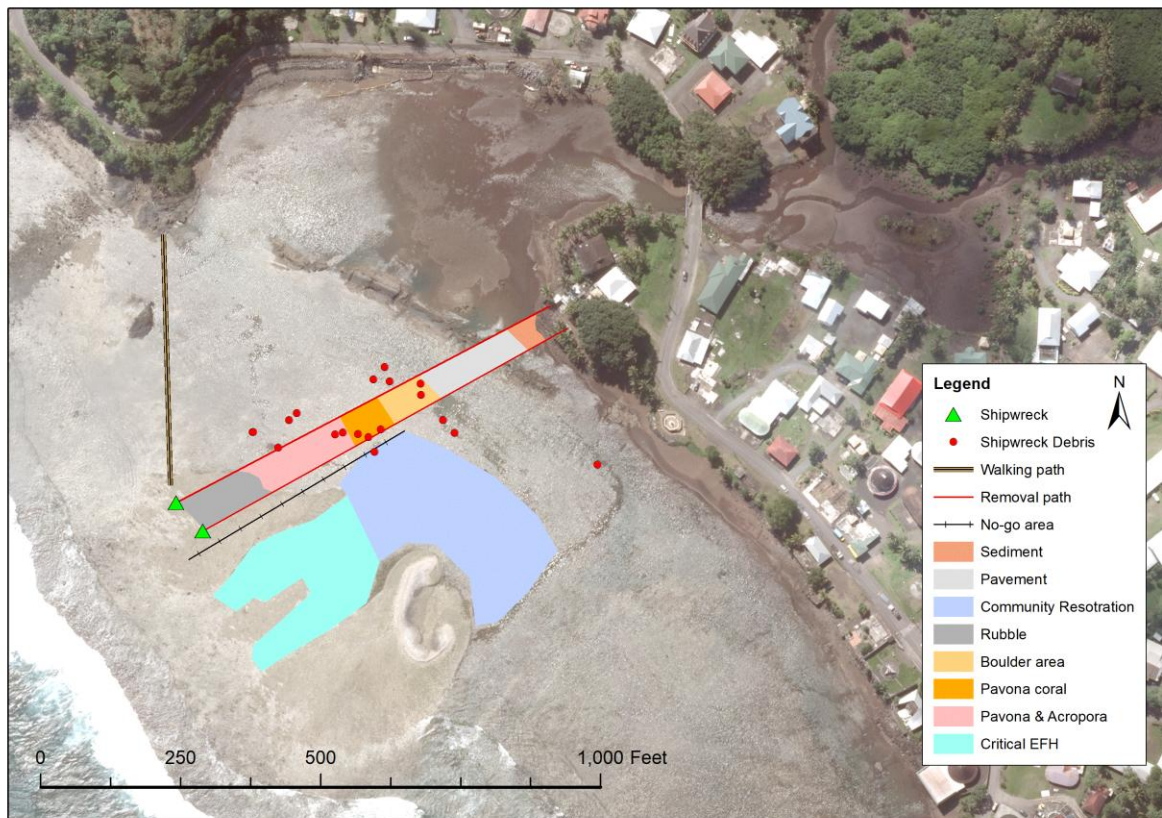 Legend
N
Shipwreck
Shipwreck Debris
Walking path
Removal path
No-go area
Sediment
Pavement
Community Resotration
Rubble
Boulder area
Pavona coral
Pavona & Acropora
Critical EFH
0 250 500 1,000 Feet